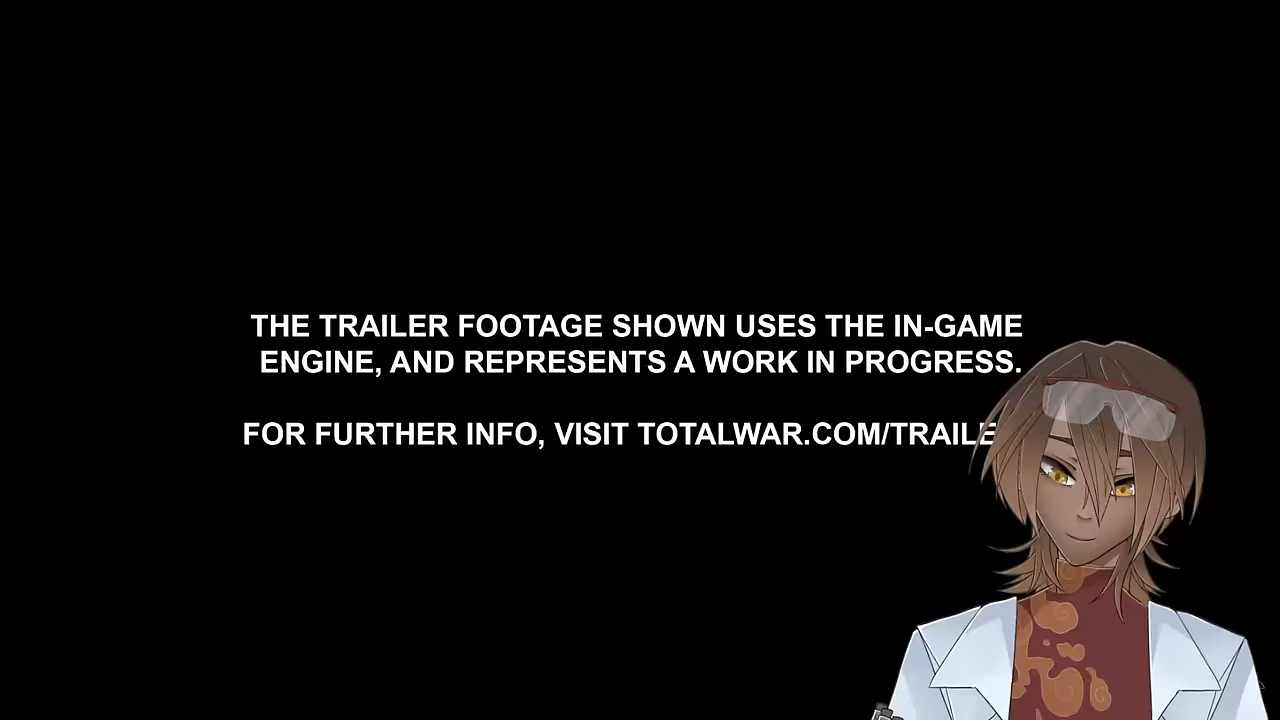 THE TRAILER FOOTAGE SHOWN USES THE IN-GAME
ENGINE, AND REPRESENTS A WORK IN PROGRESS.
FOR FURTHER INFO, VISIT TOTALWAR.COM/TRAILE